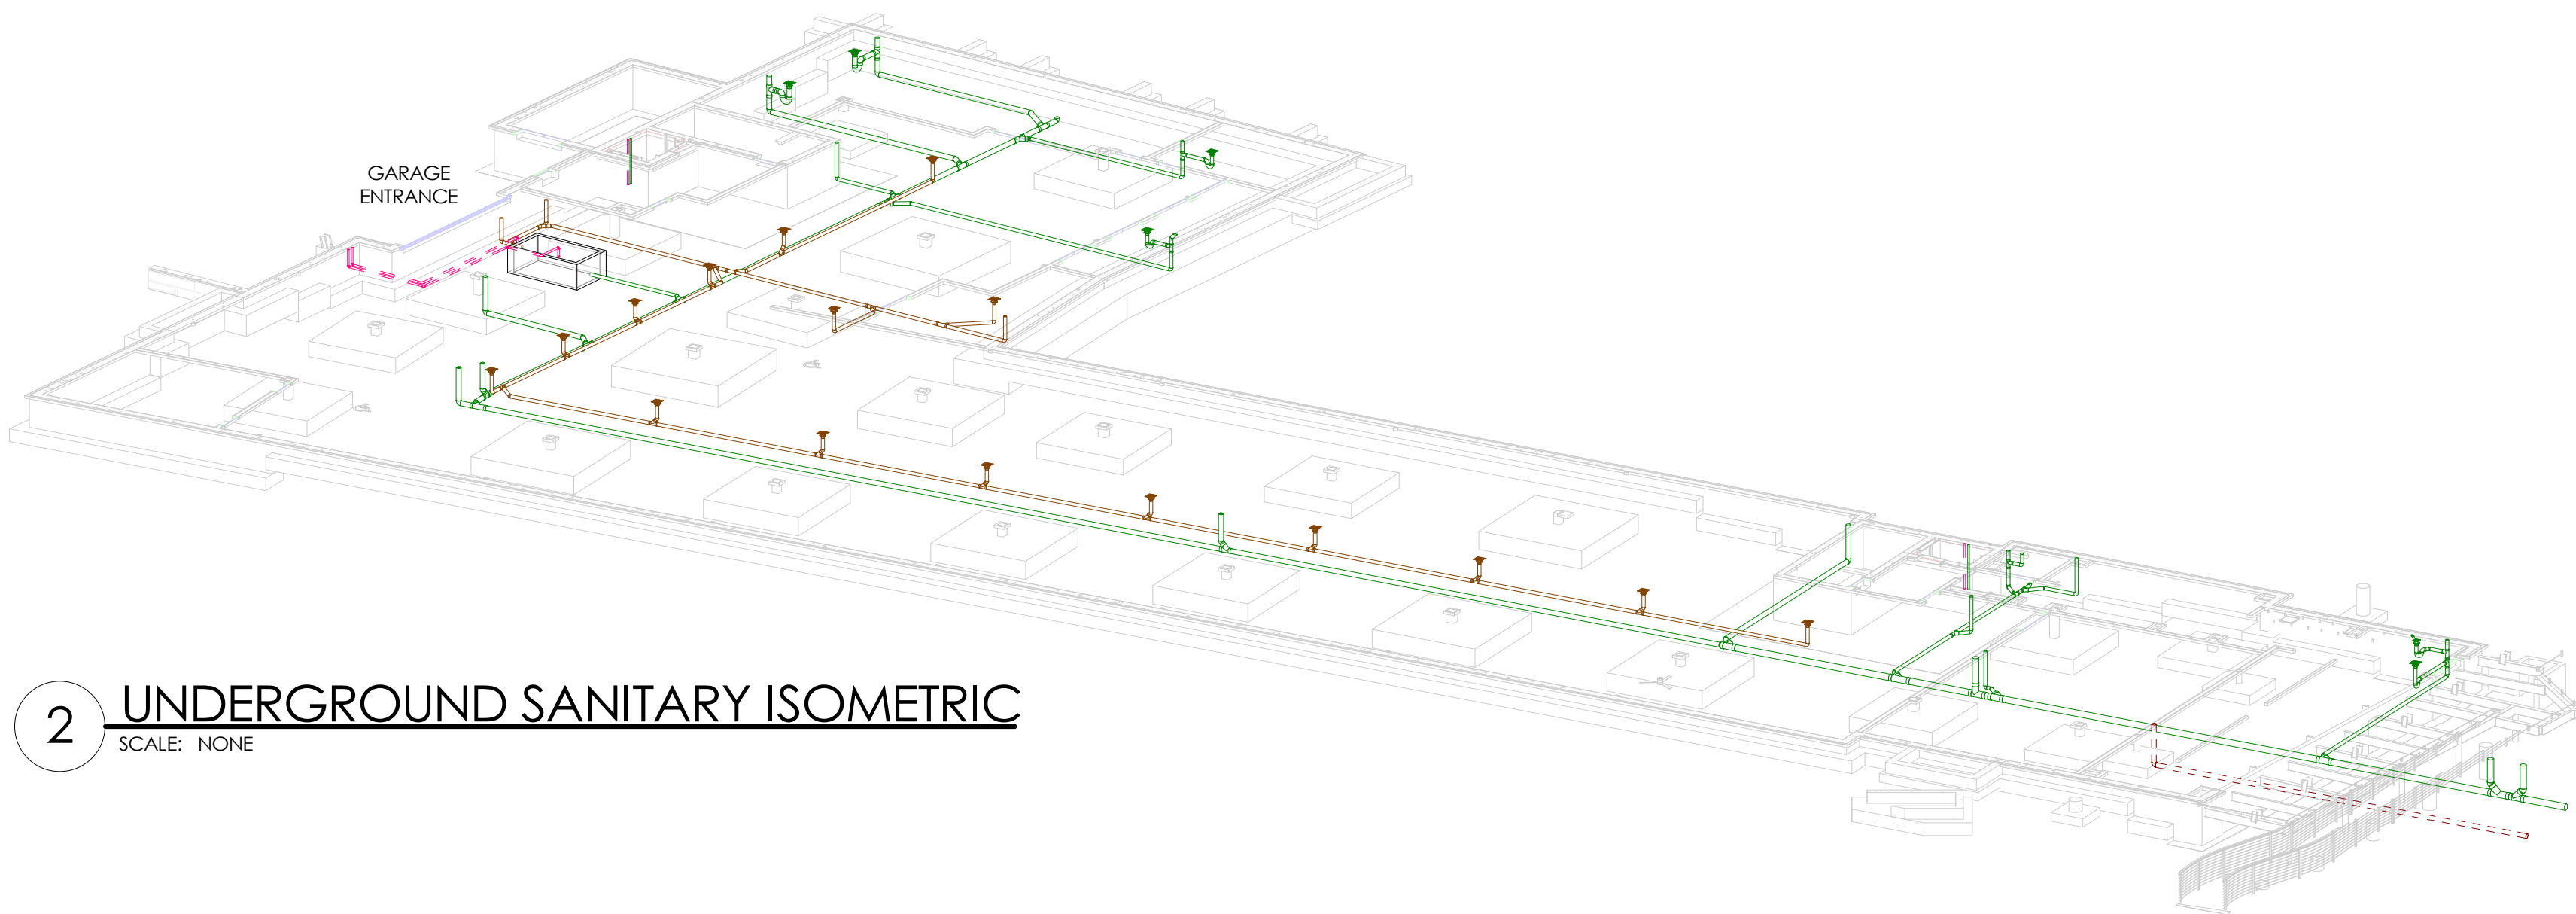 GARAGE
ENTRANCE
2
UNDERGROUND SANITARY ISOMETRIC
SCALE: NONE